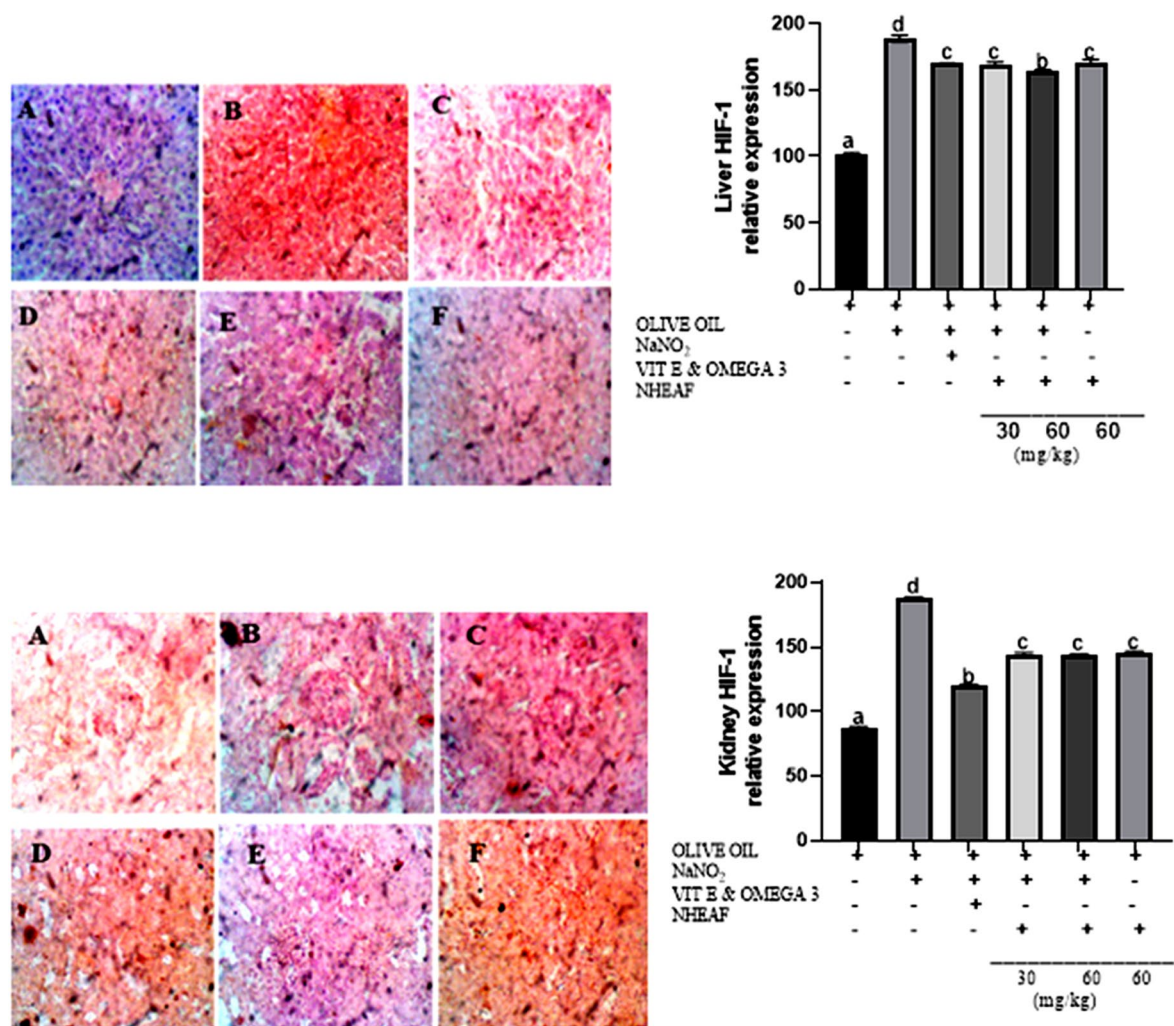 A B C
D E F
Liver HIF-1
relative expression
200
150
100
50
0
a d c c b c
+ + + + + +
OLIVE OIL - + + + + -
NaNO₂ - - + - - -
VIT E & OMEGA 3
NHEAF - - - + + +
30 60 60
(mg/kg)
A B C
D E F
Kidney HIF-1
relative expression
200
150
100
50
0
a d b c c c
OLIVE OIL + + + + + +
NaNO₂ - + + + + -
VIT E & OMEGA 3 - - + - - -
NHEAF - - - + + +
30 60 60
(mg/kg)